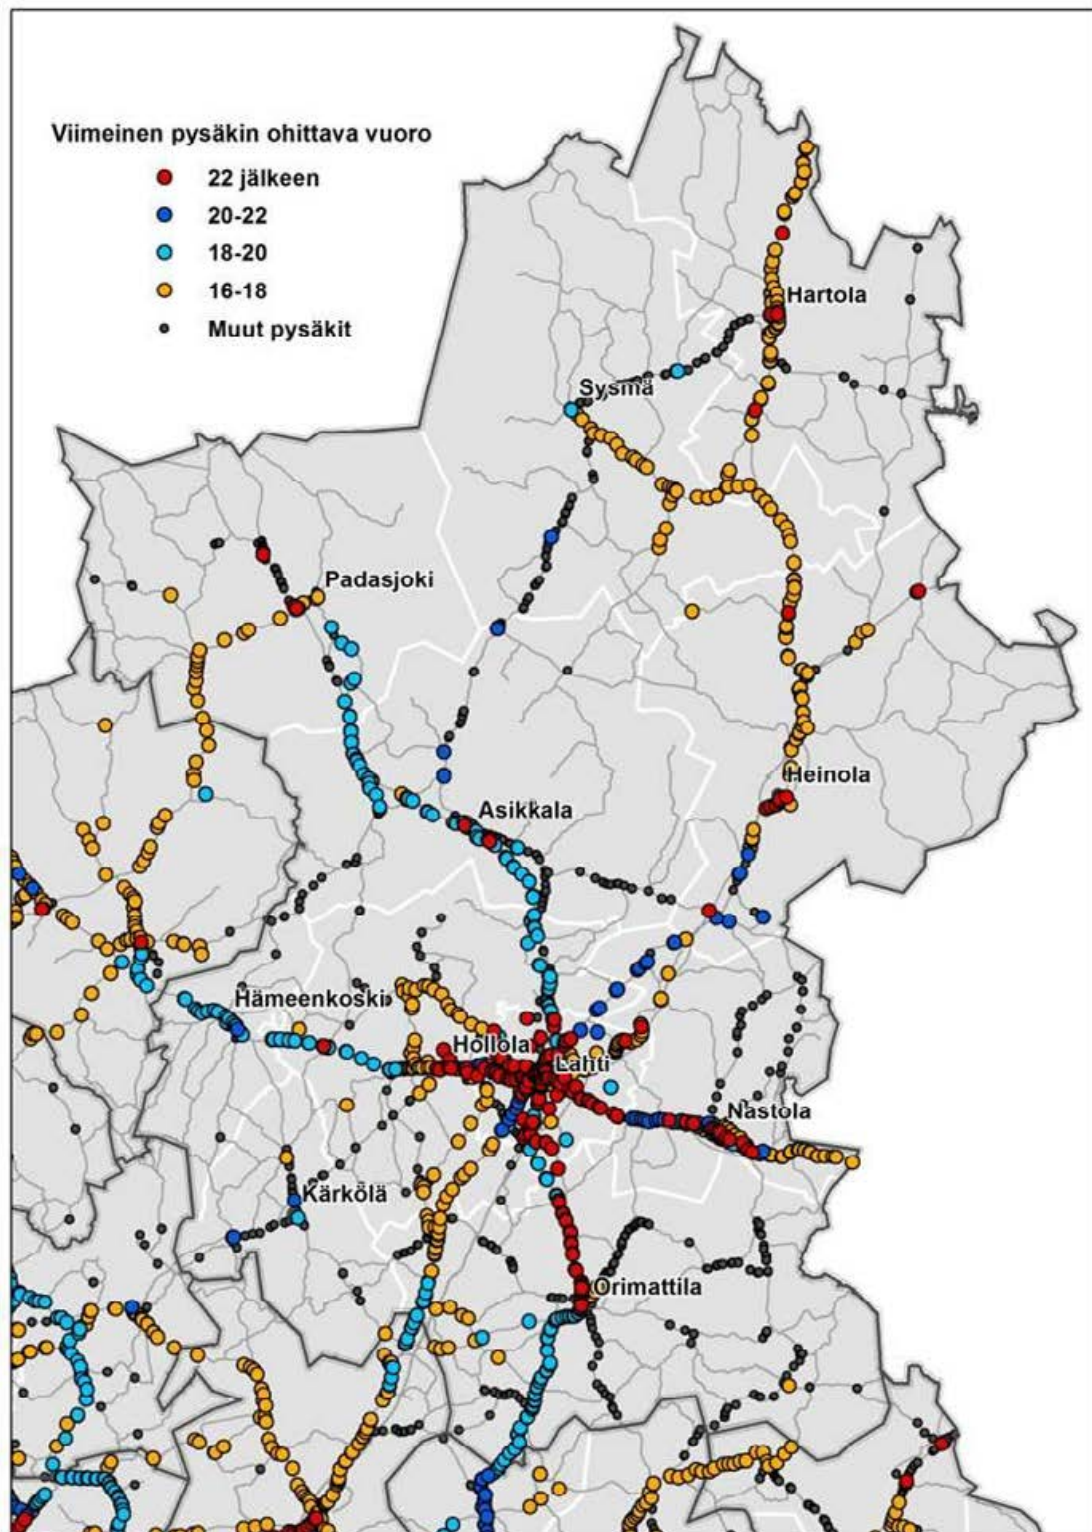 Viimeinen pysäkin ohittava vuoro
22 jälkeen
20-22
18-20
16-18
Muut pysäkit
Hartola
Sysmä
Padasjoki
Heinola
Asikkala
Hämeenkoski
Hollola
Lahti
Nastola
Kärkölä
Orimattila